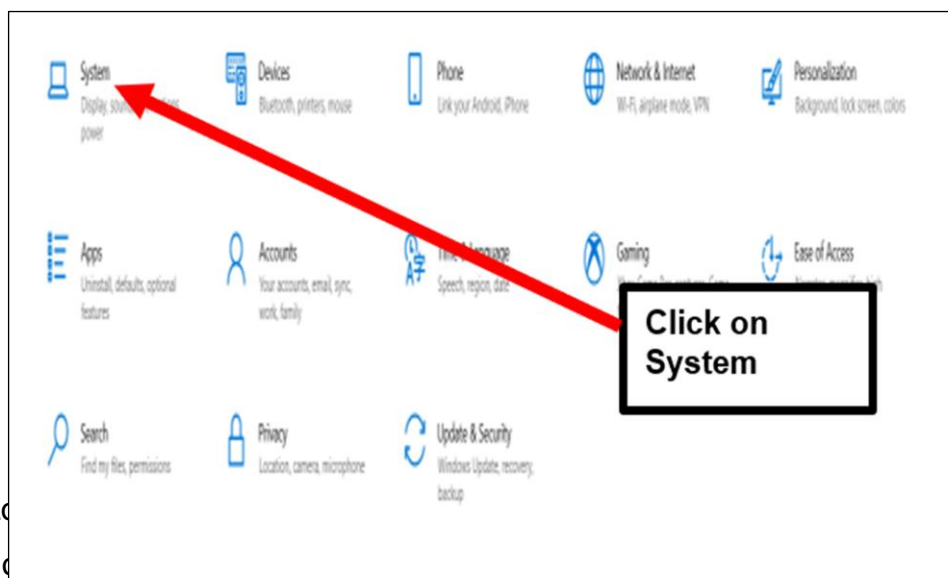 System
Display, sound,
power
Devices
Bluetooth, printers, mouse
Phone
Link your Android, iPhone
Network & Internet
Wi-Fi, airplane mode, VPN
Personalization
Background, lock screen, colors
Apps
Uninstall, defaults, optional
features
Accounts
Your accounts, email, sync,
work, family
Language
Speech, region, date
Gaming
Ease of Access
Click on
System
Search
Find my files, permissions
Privacy
Location, camera, microphone
Update & Security
Windows Update, recovery,
backup